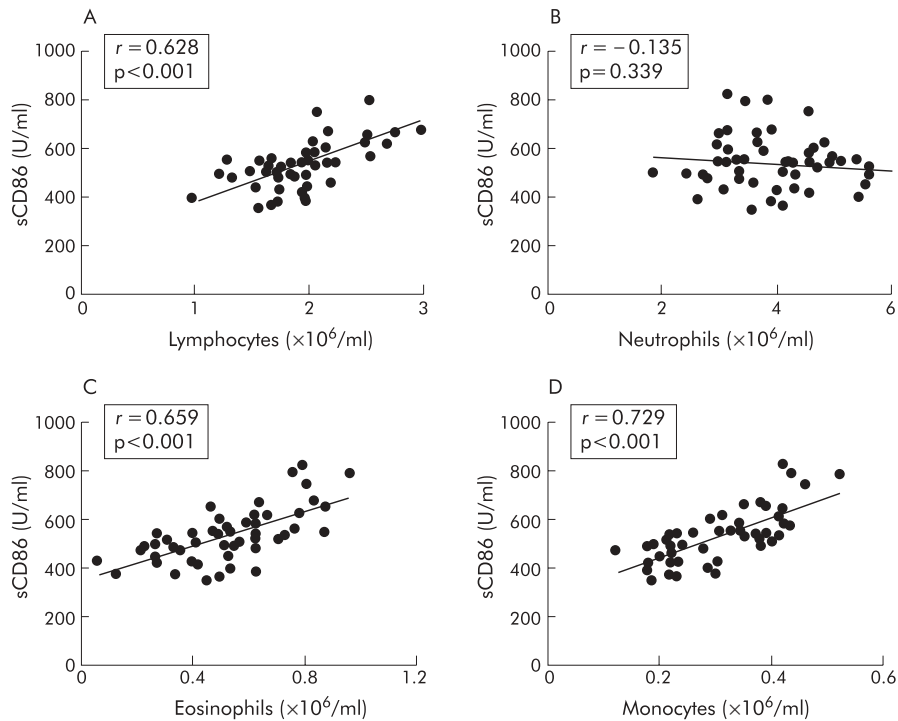 A
r = 0.628
p<0.001
1000
800
600
400
200
0
sCD86 (U/ml)
0 1 2 3
Lymphocytes (×10⁶/ml)
B
r = –0.135
p=0.339
1000
800
600
400
200
0
sCD86 (U/ml)
0 2 4 6
Neutrophils (×10⁶/ml)
C
r = 0.659
p<0.001
1000
800
600
400
200
0
sCD86 (U/ml)
0 0.4 0.8 1.2
Eosinophils (×10⁶/ml)
D
r = 0.729
p<0.001
1000
800
600
400
200
0
sCD86 (U/ml)
0 0.2 0.4 0.6
Monocytes (×10⁶/ml)